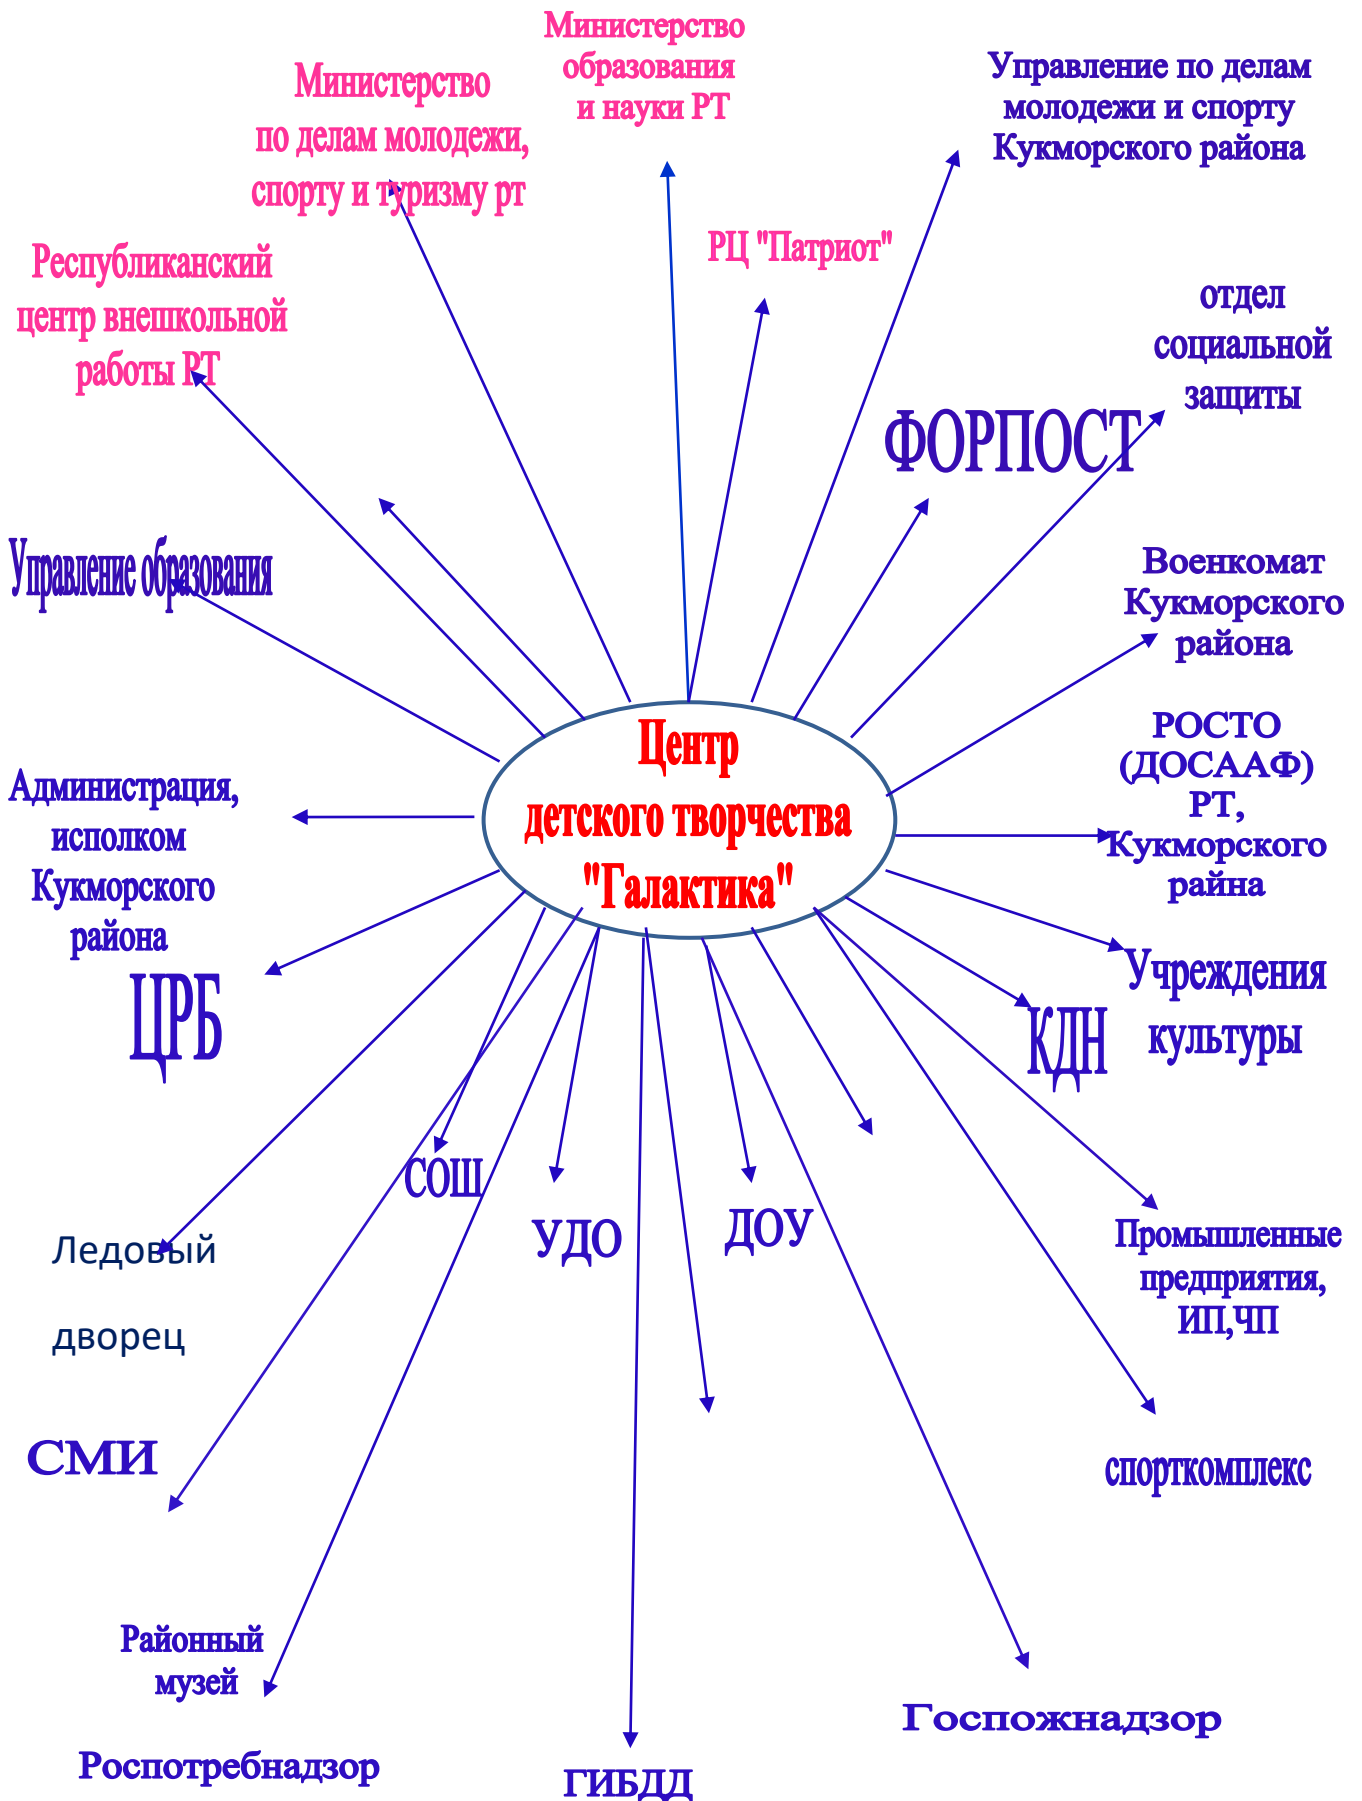 Министерство
образования
и науки РТ
Министерство
по делам молодежи,
спорту и туризму рт
Управление по делам
молодежи и спорту
Кукморского района
РЦ "Патриот"
Республиканский
центр внешкольной
работы РТ
отдел
социальной
защиты
ФОРПОСТ
Управление образования
Военкомат
Кукморского
района
Центр
детского творчества
"Галактика"
РОСТО
(ДОСААФ)
РТ,
Кукморского
райна
Администрация,
исполком
Кукморского
района
ЦРБ
Учреждения
культуры
КДН
СОШ
УДО
ДОУ
Ледовый
дворец
Промышленные
предприятия,
ИП,ЧП
СМИ
спорткомплекс
Районный
музей
Роспотребнадзор
ГИБДД
Госпожнадзор